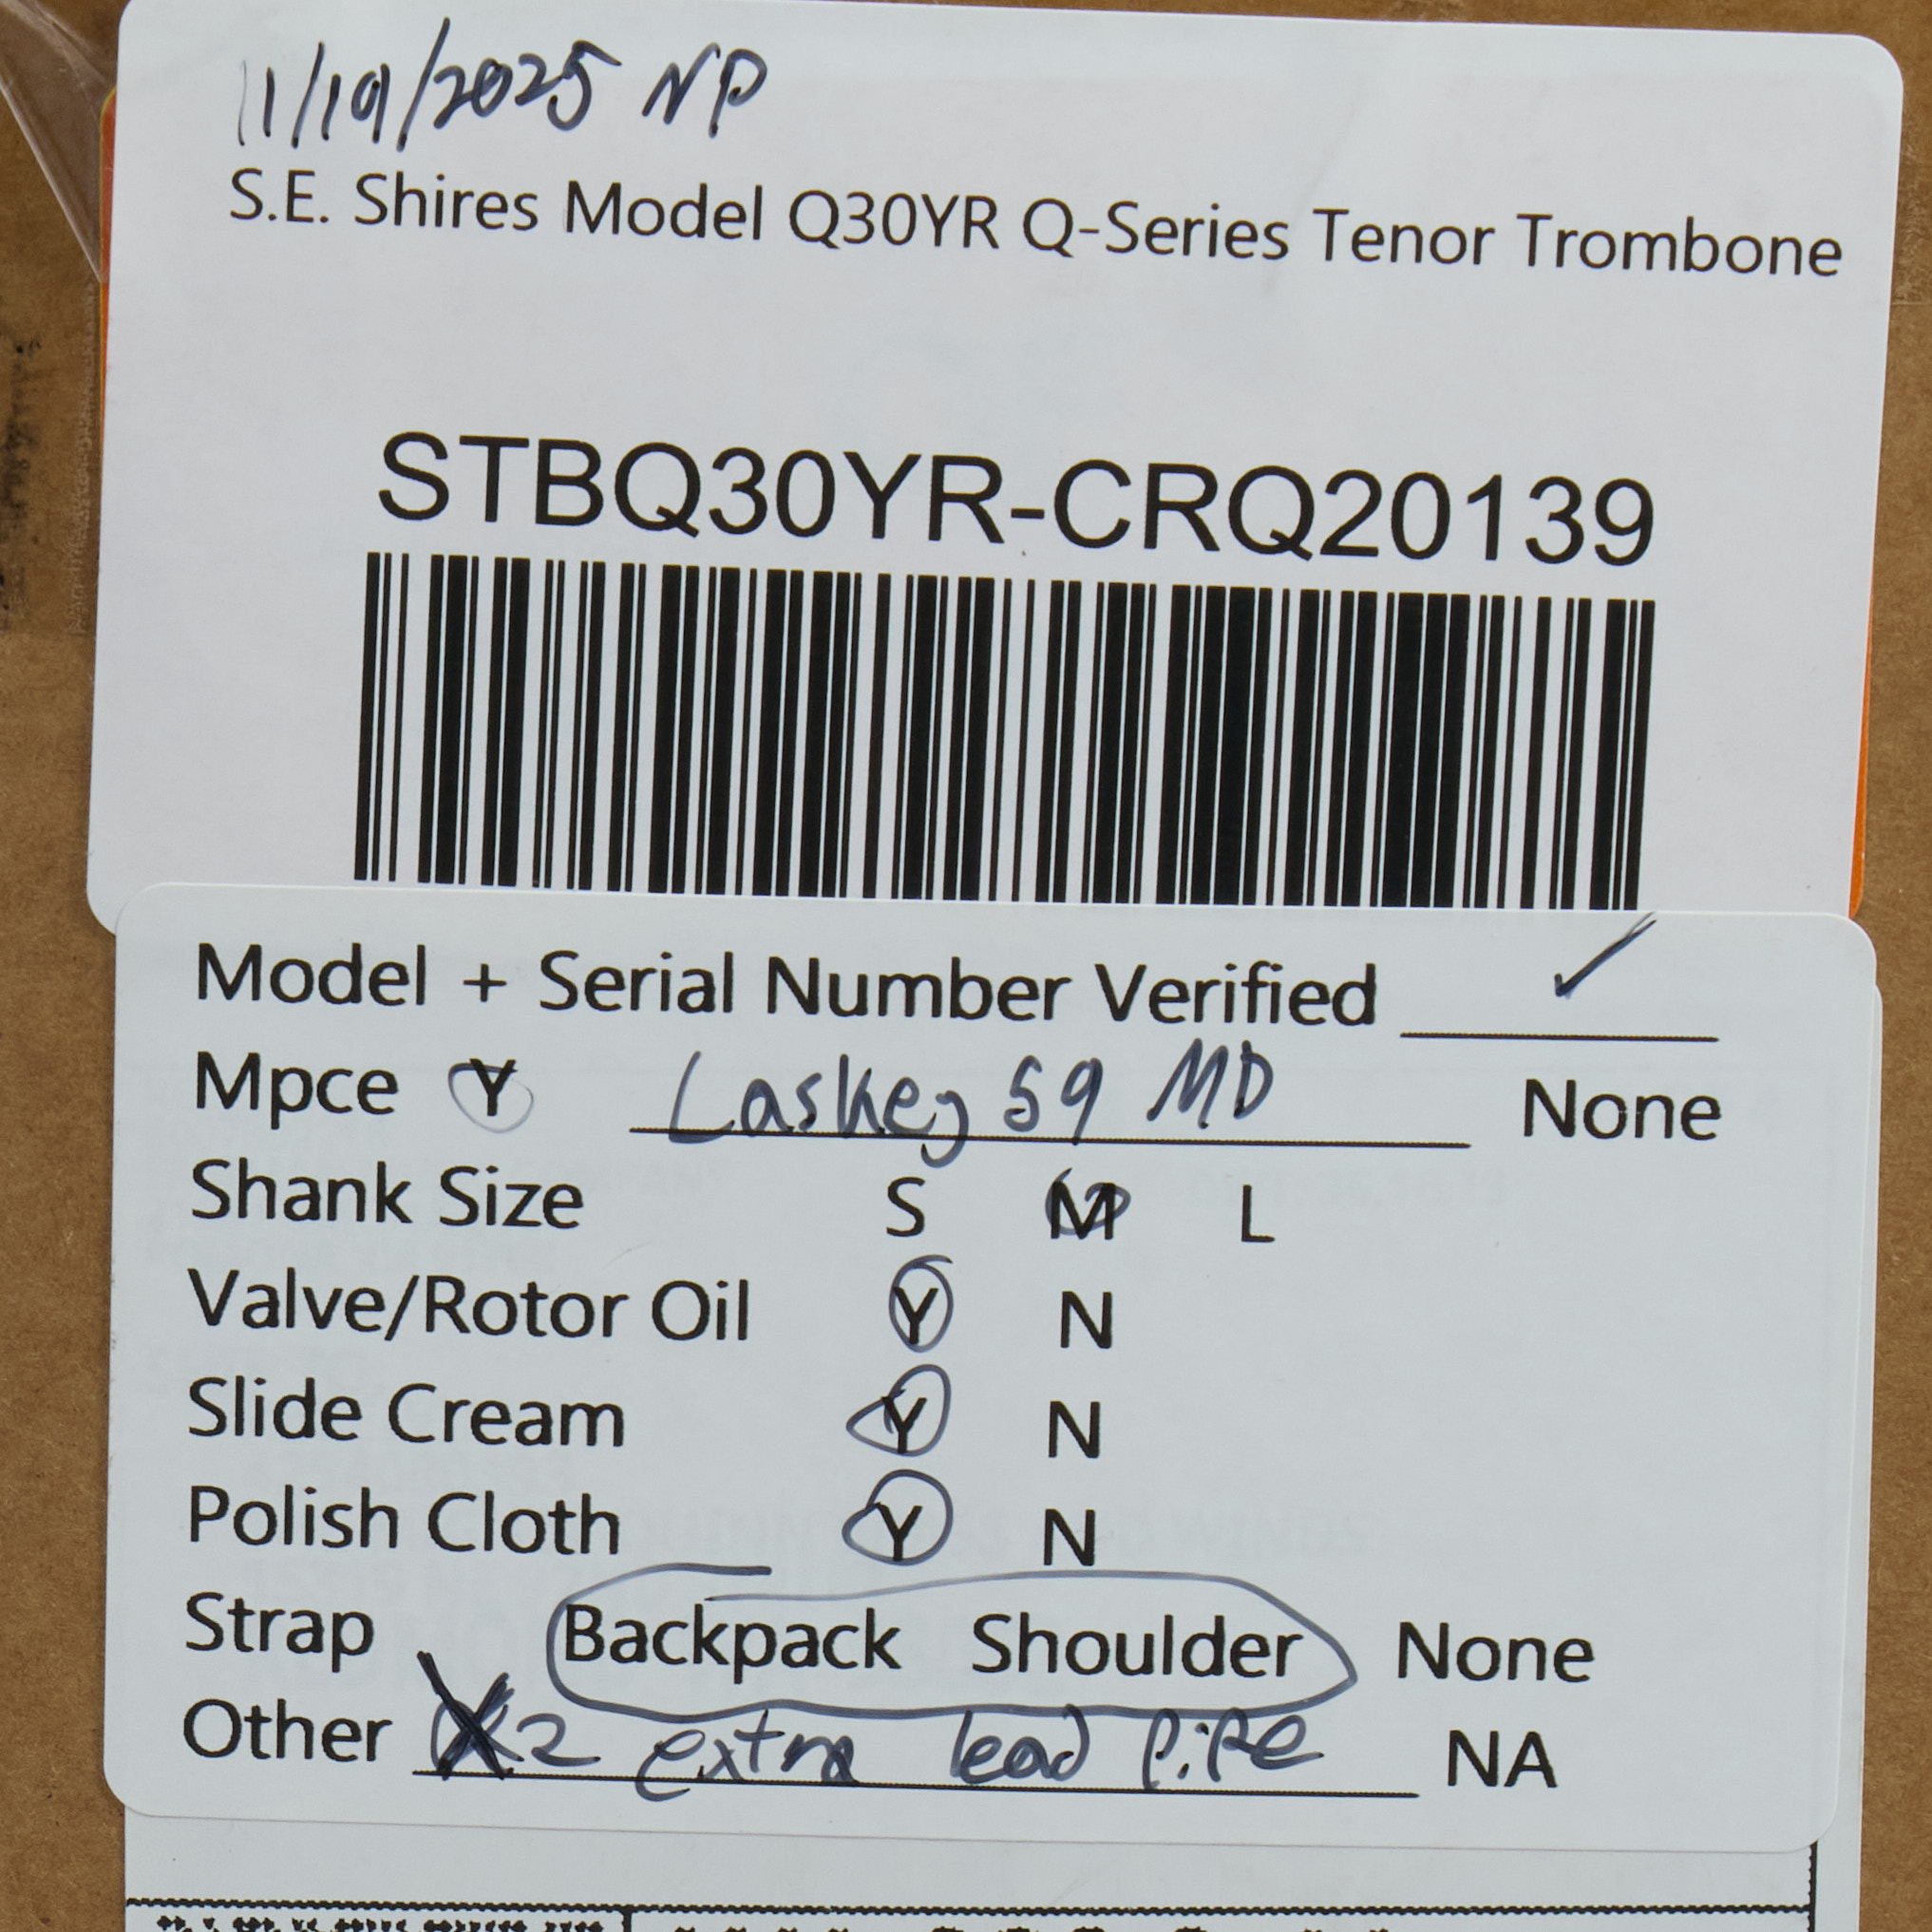 11/19/2025 NP
S.E. Shires Model Q30YR Q-Series Tenor Trombone
STBQ30YR-CRQ20139
Model + Serial Number Verified ✓
Mpce Y Laskey 59 MD None
Shank Size S M L
Valve/Rotor Oil Y N
Slide Cream Y N
Polish Cloth Y N
Strap Backpack Shoulder None
Other X2 extra lead pipe NA